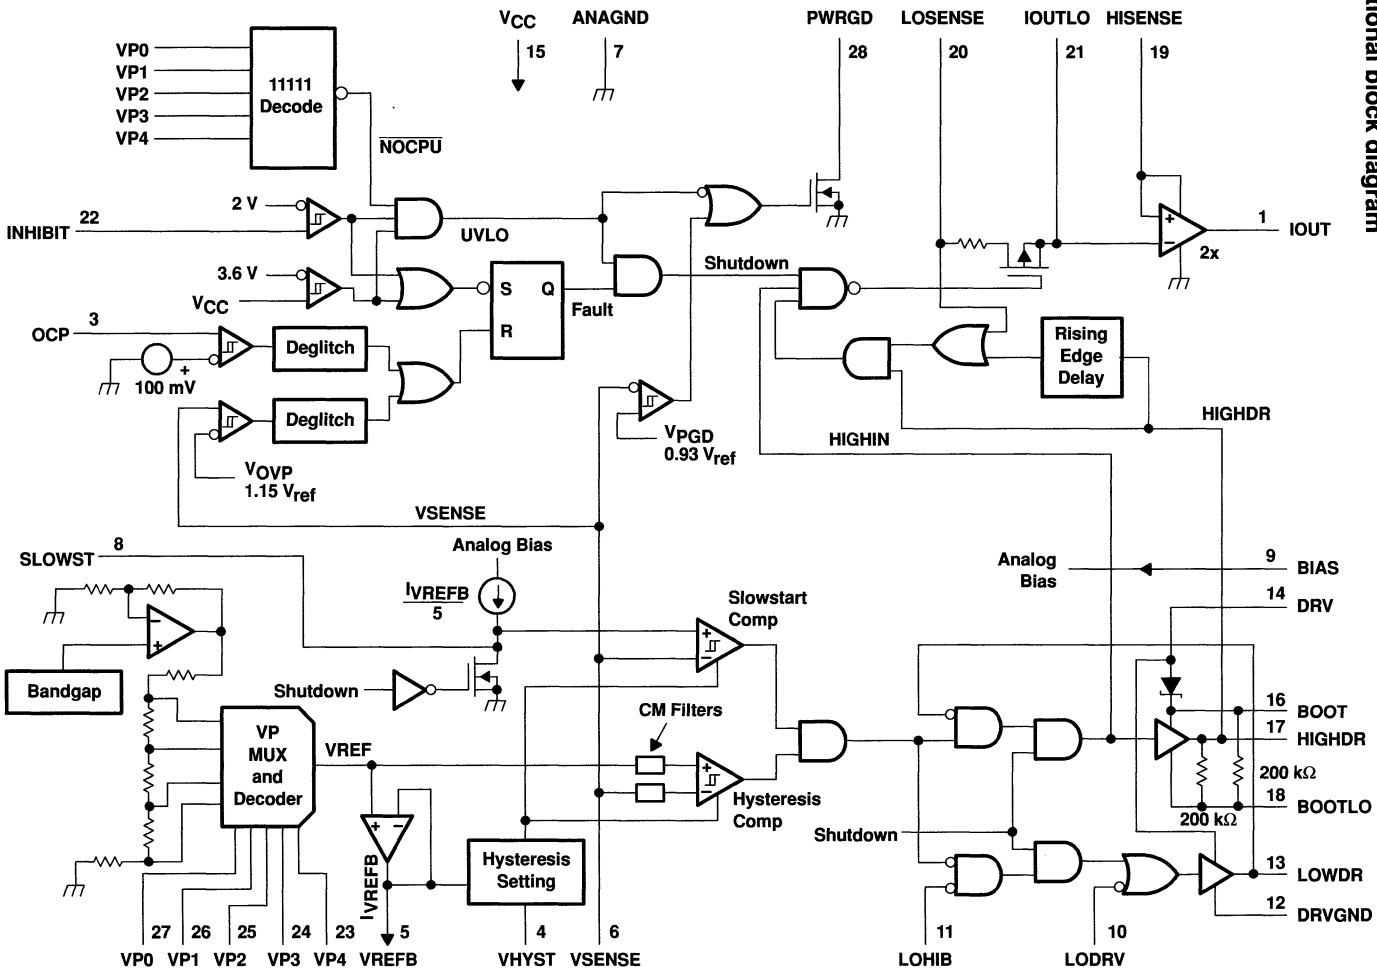 VCC
15
ANAGND
7
PWRGD
28
LOSENSE
20
IOUTLO
21
HISENSE
19
tional block diagram
VP0
VP1
VP2
VP3
VP4
11111
Decode
NOCPU
2 V
INHIBIT
22
UVLO
3.6 V
VCC
S
Q
R
Fault
Shutdown
+
−
2x
1
IOUT
OCP
3
+
100 mV
Deglitch
Deglitch
VOVP
1.15 Vref
VPGD
0.93 Vref
Rising
Edge
Delay
HIGHDR
HIGHIN
VSENSE
SLOWST
8
Analog Bias
IVREFB
5
Analog
Bias
9
BIAS
14
DRV
−
+
Bandgap
Shutdown
Slowstart
Comp
+
−
CM Filters
VP
MUX
and
Decoder
VREF
+
−
Hysteresis
Comp
16
BOOT
17
HIGHDR
200 kΩ
18
BOOTLO
200 kΩ
Shutdown
+
−
IVREFB
Hysteresis
Setting
13
LOWDR
12
DRVGND
27
26
25
24
23
5
4
6
11
10
VP0
VP1
VP2
VP3
VP4
VREFB
VHYST
VSENSE
LOHIB
LODRV